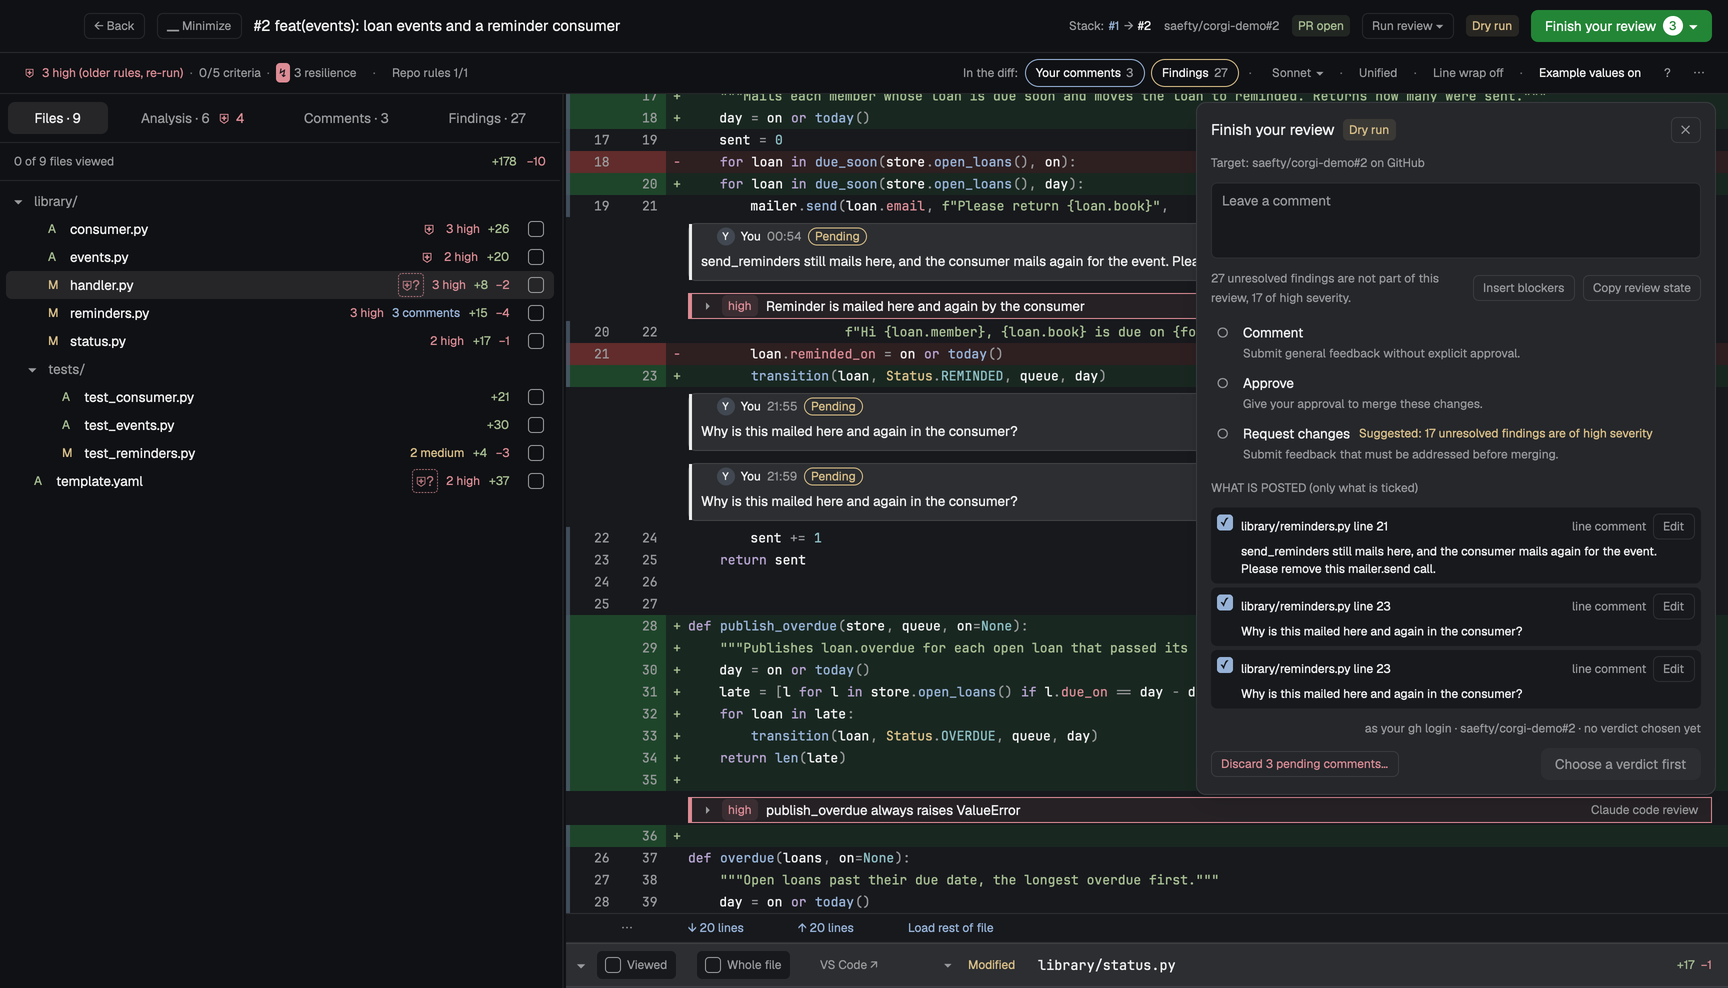 ← Back
Minimize
#2 feat(events): loan events and a reminder consumer
Stack: #1 → #2
saefty/corgi-demo#2
PR open
Run review
Dry run
Finish your review 3
3 high (older rules, re-run) · 0/5 criteria · 3 resilience · Repo rules 1/1
In the diff: Your comments 3 Findings 27 · Sonnet · Unified · Line wrap off · Example values on ? ···
Files · 9
Analysis · 6 4
Comments · 3
Findings · 27
0 of 9 files viewed +178 −10
library/
A consumer.py 3 high +26
A events.py 2 high +20
M handler.py ? 3 high +8 −2
M reminders.py 3 high 3 comments +15 −4
M status.py 2 high +17 −1
tests/
A test_consumer.py +21
A test_events.py +30
M test_reminders.py 2 medium +4 −3
A template.yaml ? 2 high +37
17 + """Mails each member whose loan is due soon and moves the loan to reminded. Returns how many were sent."""
18 + day = on or today()
17 19 sent = 0
18 - for loan in due_soon(store.open_loans(), on):
20 + for loan in due_soon(store.open_loans(), day):
19 21 mailer.send(loan.email, f"Please return {loan.book}",
Y You 00:54 Pending
send_reminders still mails here, and the consumer mails again for the event. Plea
high Reminder is mailed here and again by the consumer
20 22 f"Hi {loan.member}, {loan.book} is due on {fo
21 - loan.reminded_on = on or today()
23 + transition(loan, Status.REMINDED, queue, day)
Y You 21:55 Pending
Why is this mailed here and again in the consumer?
Y You 21:59 Pending
Why is this mailed here and again in the consumer?
22 24 sent += 1
23 25 return sent
24 26
25 27
28 + def publish_overdue(store, queue, on=None):
29 + """Publishes loan.overdue for each open loan that passed its
30 + day = on or today()
31 + late = [l for l in store.open_loans() if l.due_on == day - d
32 + for loan in late:
33 + transition(loan, Status.OVERDUE, queue, day)
34 + return len(late)
35 +
high publish_overdue always raises ValueError Claude code review
36 +
26 37 def overdue(loans, on=None):
27 38 """Open loans past their due date, the longest overdue first."""
28 39 day = on or today()
··· ↓ 20 lines ↑ 20 lines Load rest of file
Viewed Whole file VS Code ↗ Modified library/status.py +17 −1
Finish your review Dry run ×
Target: saefty/corgi-demo#2 on GitHub
Leave a comment
27 unresolved findings are not part of this
review, 17 of high severity.
Insert blockers
Copy review state
Comment
Submit general feedback without explicit approval.
Approve
Give your approval to merge these changes.
Request changes Suggested: 17 unresolved findings are of high severity
Submit feedback that must be addressed before merging.
WHAT IS POSTED (only what is ticked)
library/reminders.py line 21 line comment Edit
send_reminders still mails here, and the consumer mails again for the event.
Please remove this mailer.send call.
library/reminders.py line 23 line comment Edit
Why is this mailed here and again in the consumer?
library/reminders.py line 23 line comment Edit
Why is this mailed here and again in the consumer?
as your gh login · saefty/corgi-demo#2 · no verdict chosen yet
Discard 3 pending comments…
Choose a verdict first